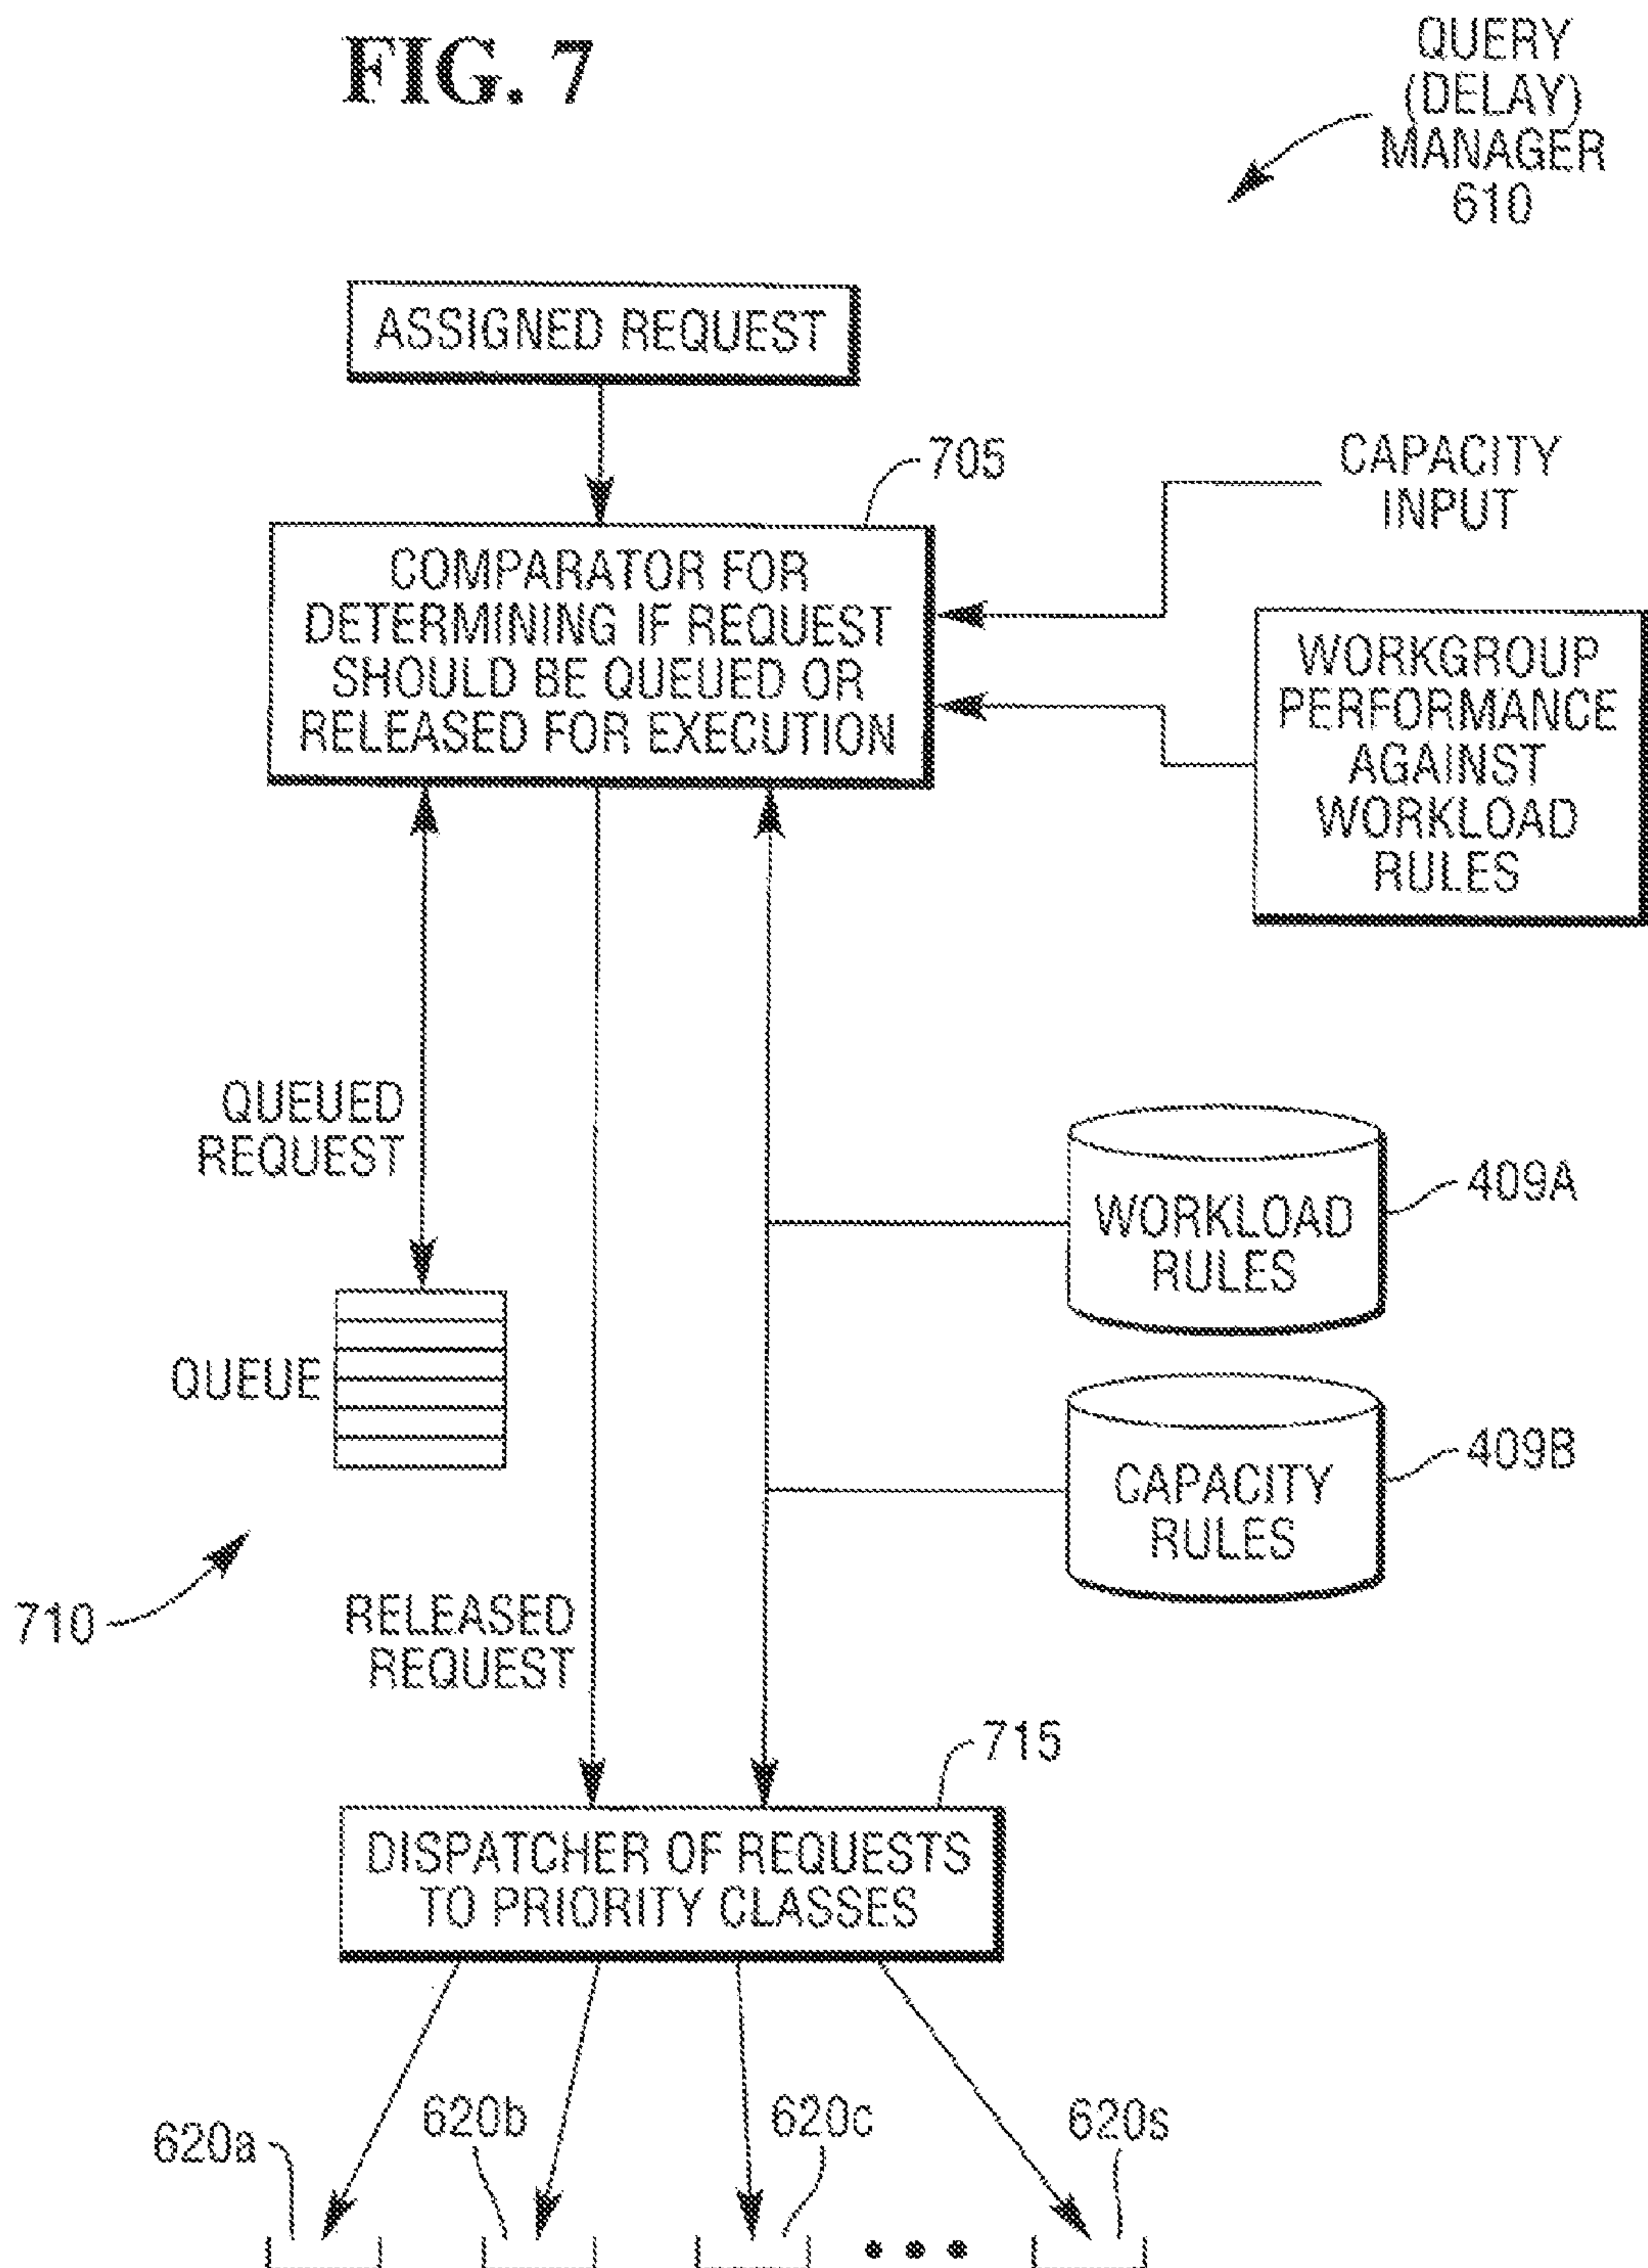 FIG. 7
QUERY
(DELAY)
MANAGER
610
ASSIGNED REQUEST
705
CAPACITY
INPUT
COMPARATOR FOR
DETERMINING IF REQUEST
SHOULD BE QUEUED OR
RELEASED FOR EXECUTION
WORKGROUP
PERFORMANCE
AGAINST
WORKLOAD
RULES
QUEUED
REQUEST
409A
WORKLOAD
RULES
QUEUE
409B
CAPACITY
RULES
710
RELEASED
REQUEST
715
DISPATCHER OF REQUESTS
TO PRIORITY CLASSES
620a
620b
620c
620s